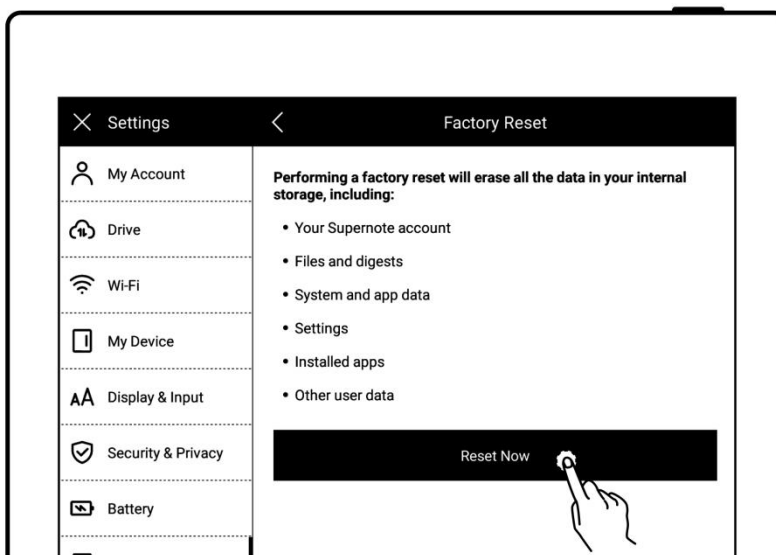 Settings
Factory Reset
My Account
Drive
Wi-Fi
My Device
AA Display & Input
Security & Privacy
Battery
Performing a factory reset will erase all the data in your internal
storage, including:
• Your Supernote account
• Files and digests
• System and app data
• Settings
• Installed apps
• Other user data
Reset Now